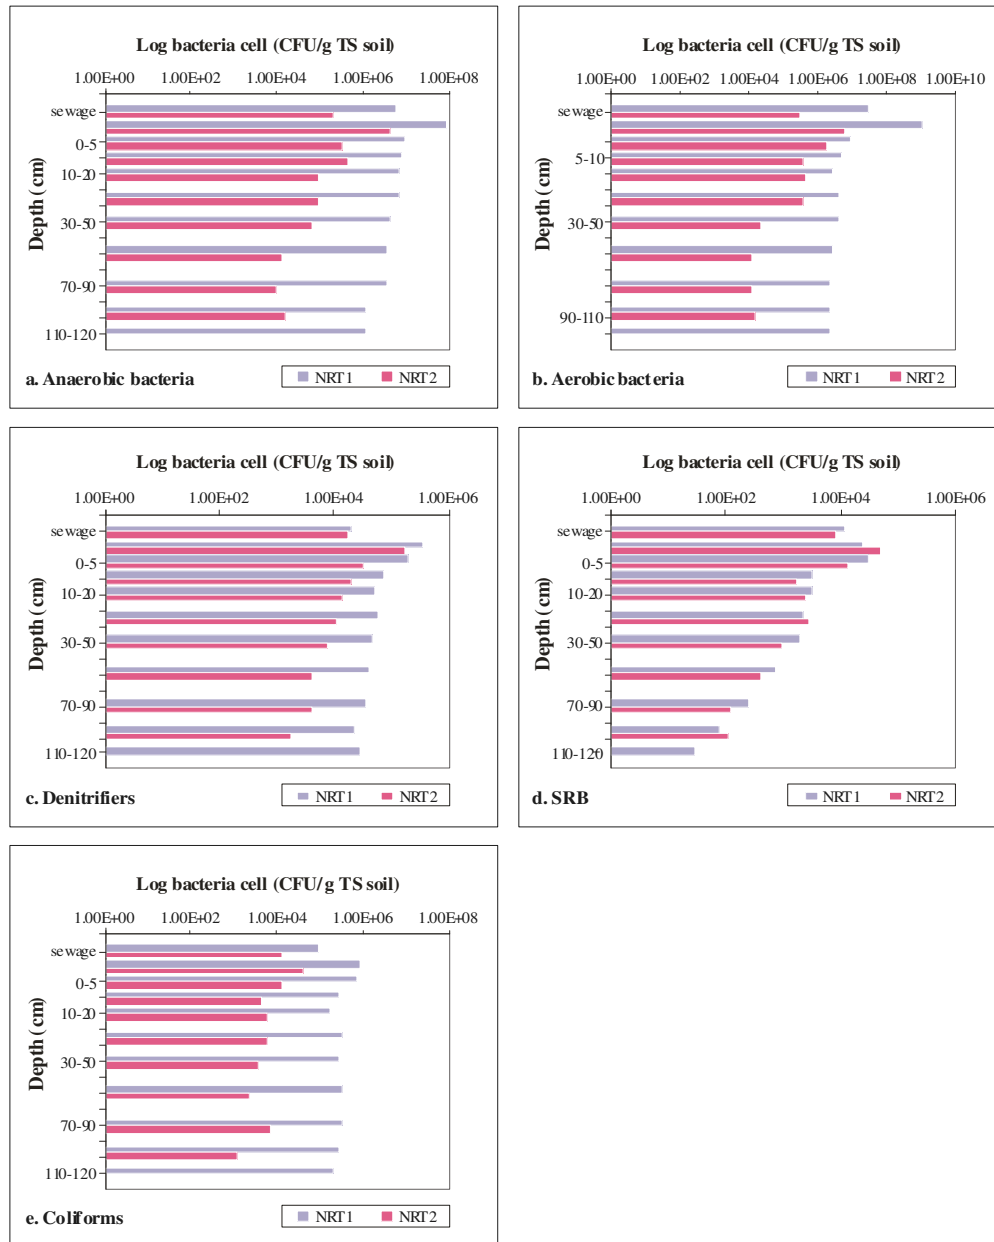 Log bacteria cell (CFU/g TS soil)
1.00E+00 1.00E+02 1.00E+04 1.00E+06 1.00E+08
Depth (cm)
sewage
0-5
10-20
30-50
70-90
110-120
a. Anaerobic bacteria
NRT1 NRT2
Log bacteria cell (CFU/g TS soil)
1.00E+00 1.00E+02 1.00E+04 1.00E+06 1.00E+08 1.00E+10
Depth (cm)
sewage
5-10
30-50
90-110
b. Aerobic bacteria
NRT1 NRT2
Log bacteria cell (CFU/g TS soil)
1.00E+00 1.00E+02 1.00E+04 1.00E+06
Depth (cm)
sewage
0-5
10-20
30-50
70-90
110-120
c. Denitrifiers
NRT1 NRT2
Log bacteria cell (CFU/g TS soil)
1.00E+00 1.00E+02 1.00E+04 1.00E+06
Depth (cm)
sewage
0-5
10-20
30-50
70-90
110-120
d. SRB
NRT1 NRT2
Log bacteria cell (CFU/g TS soil)
1.00E+00 1.00E+02 1.00E+04 1.00E+06 1.00E+08
Depth (cm)
sewage
0-5
10-20
30-50
70-90
110-120
e. Coliforms
NRT1 NRT2